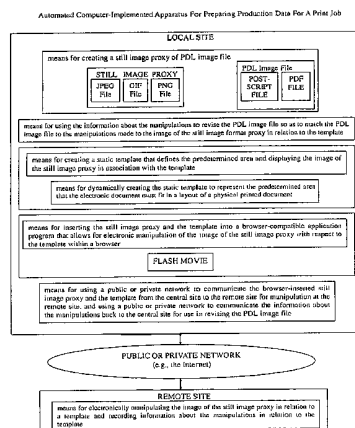 Automated Computer-Implemented Apparatus For Preparing Production Data For A Print Job
LOCAL SITE
means for creating a still image proxy of PDL image file
STILL IMAGE PROXY
JPEG File
GIF File
PNG File
PDL Image File
POST-SCRIPT FILE
PDF FILE
means for using the information about the manipulations to revise the PDL image file so as to match the PDL
image file to the manipulations made to the image of the still image format proxy in relation to the template
means for creating a static template that defines the predetermined area and displaying the image of
the still image proxy in association with the template
means for dynamically creating the static template to represent the predetermined area
that the electronic document must fit in a layout of a physical printed document
means for inserting the still image proxy and the template into a browser-compatible application
program that allows for electronic manipulation of the image of the still image proxy with respect to
the template within a browser
FLASH MOVIE
means for using a public or private network to communicate the browser-inserted still
image proxy and the template from the central site to the remote site for manipulation at the
remote site, and using a public or private network to communicate the information about
the manipulations back to the central site for use in revising the PDL image file
PUBLIC OR PRIVATE NETWORK
(e.g., the Internet)
REMOTE SITE
means for electronically manipulating the image of the still image proxy in relation to
a template and recording information about the manipulations in relation to the
template